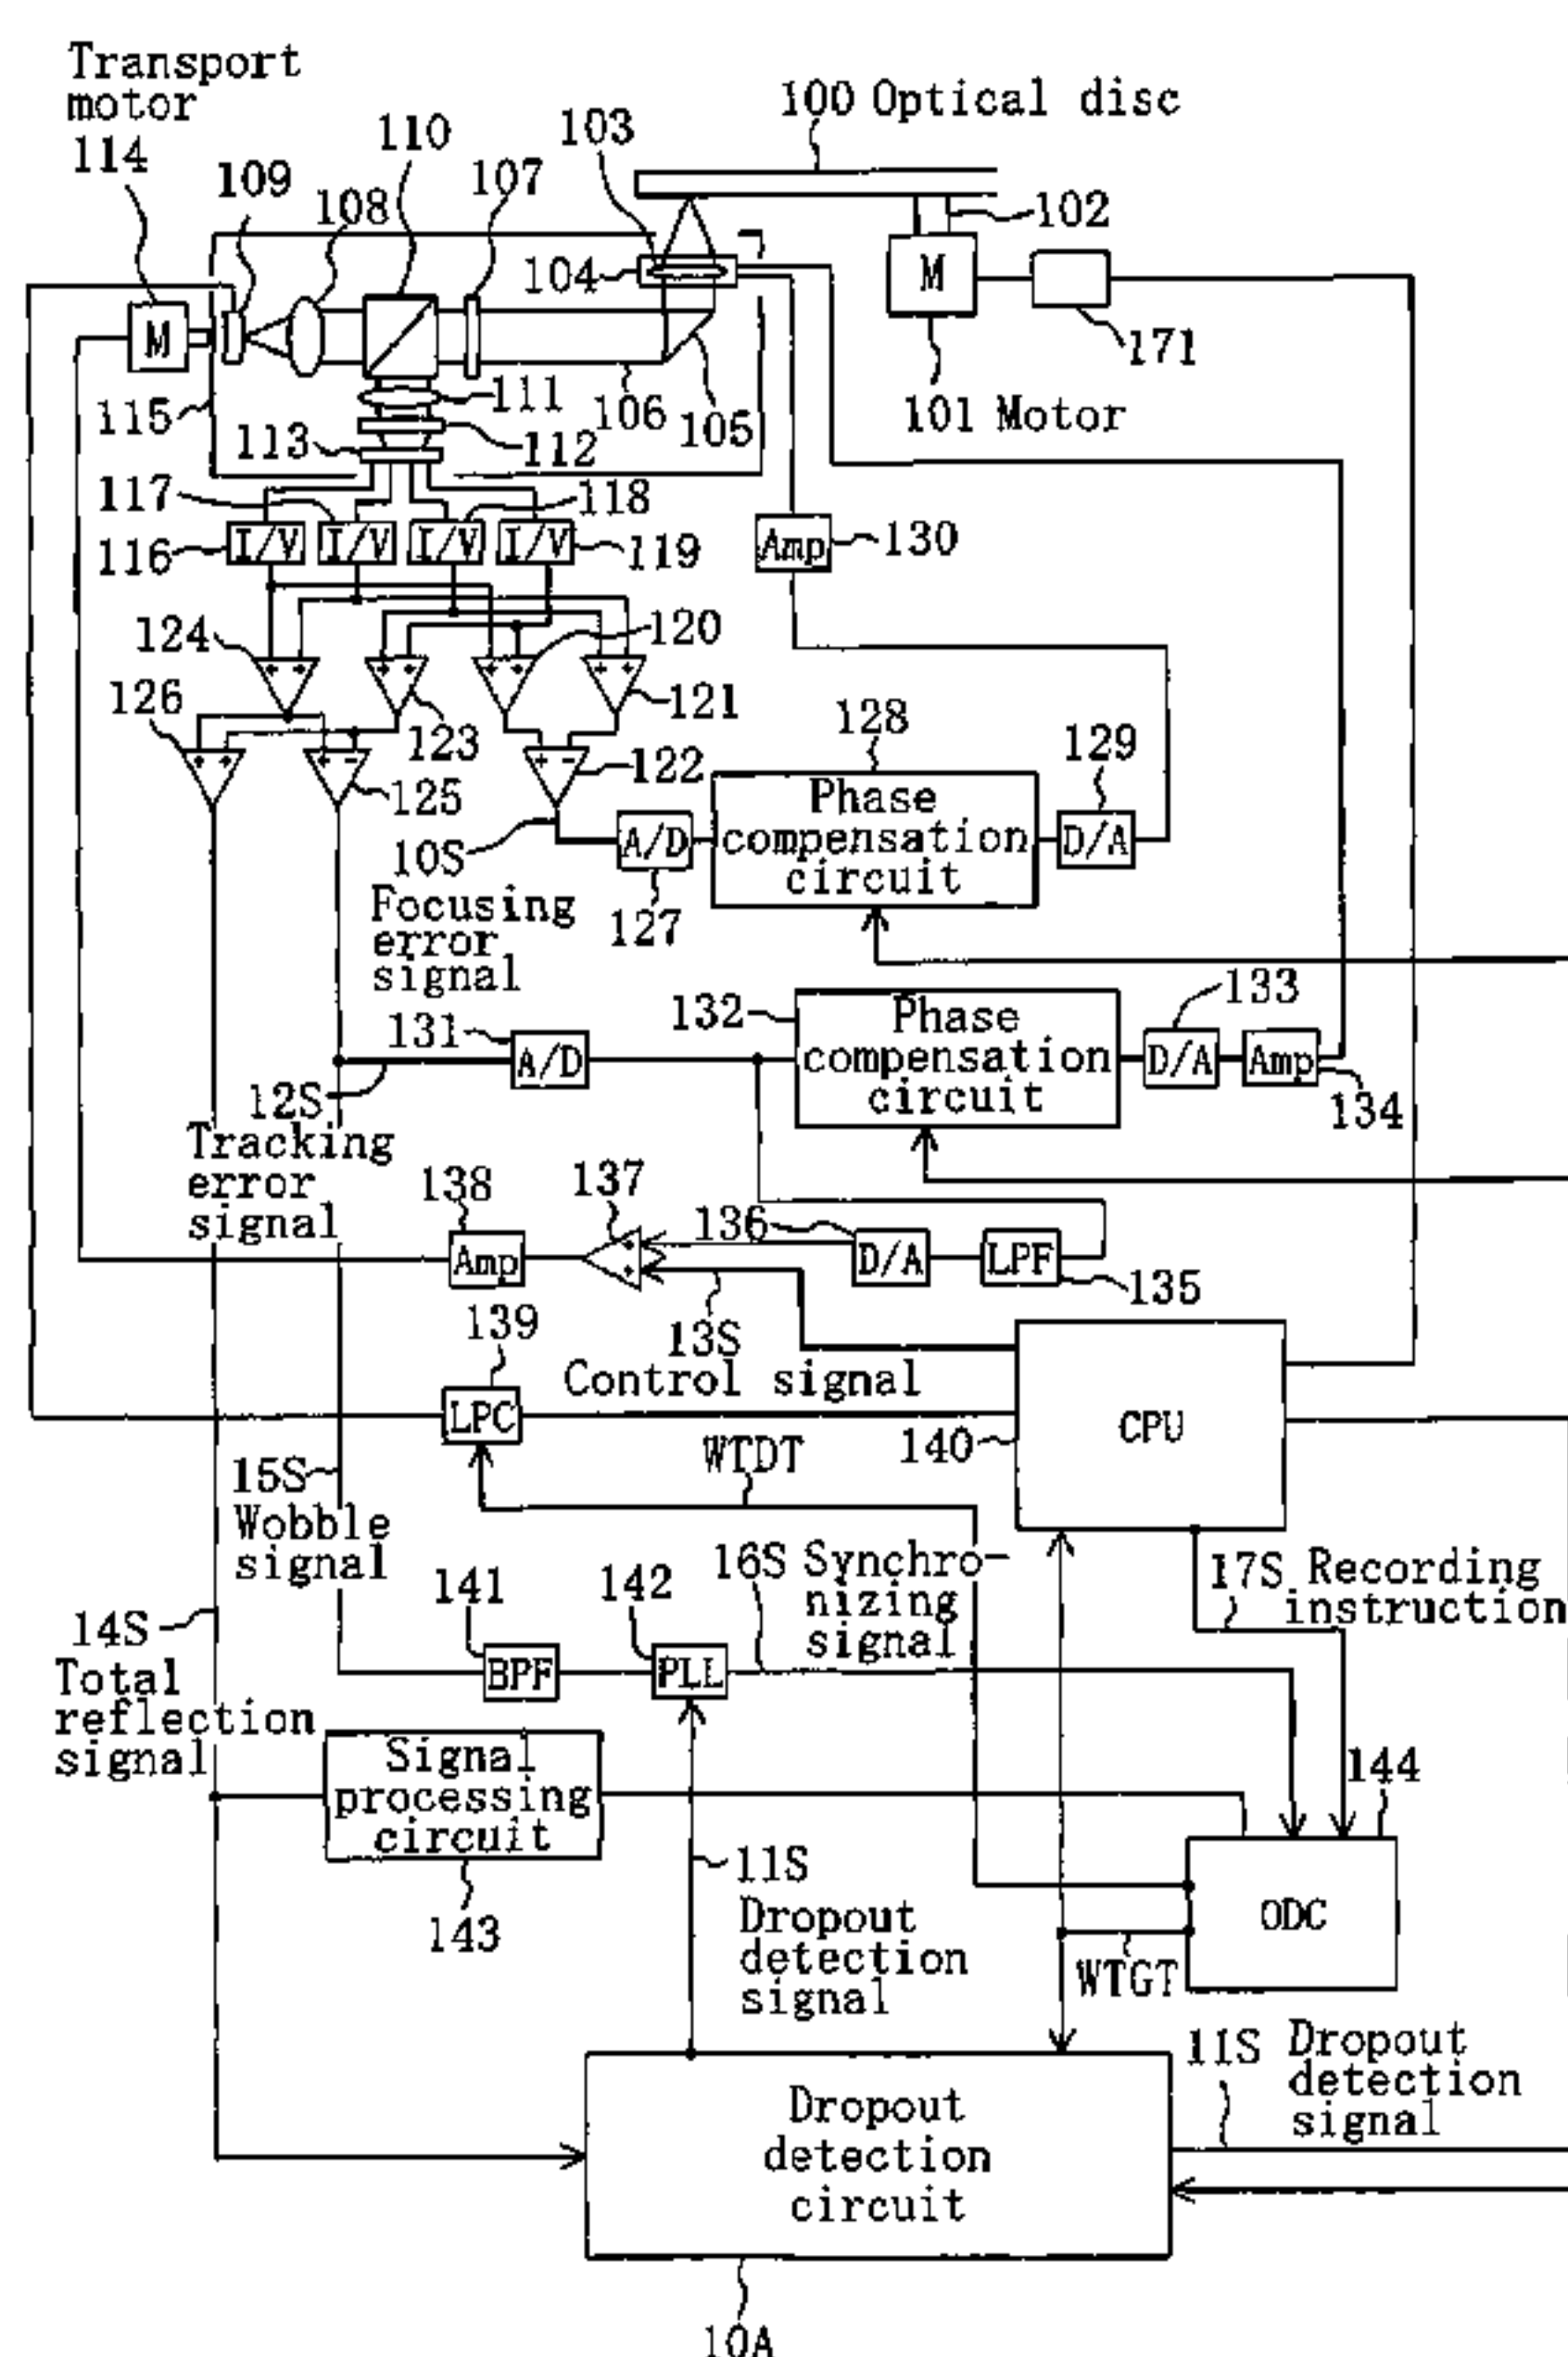 Transport
motor
114
109
108
110
107
103
100 Optical disc
102
104
M
M
171
101 Motor
115
111
106
105
113
112
117
118
116
I/V
I/V
I/V
I/V
119
Amp
130
124
120
126
121
123
128
129
125
122
Phase
compensation
circuit
A/D
D/A
10S
127
Focusing
error
signal
133
132
Phase
compensation
circuit
131
A/D
D/A
Amp
134
12S
Tracking
error
signal
138
137
136
Amp
D/A
LPF
135
139
13S
Control signal
LPC
CPU
140
WTDT
15S
Wobble
signal
16S Synchro-
nizing
signal
17S Recording
instruction
141
142
14S
BPF
PLL
Total
reflection
signal
Signal
processing
circuit
144
143
11S
Dropout
detection
signal
ODC
WTGT
11S Dropout
detection
signal
Dropout
detection
circuit
10A